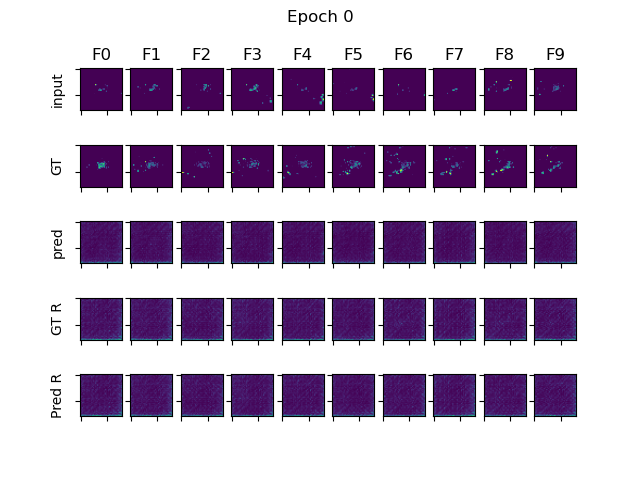 Epoch 0
F0 F1 F2 F3 F4 F5 F6 F7 F8 F9
input
GT
pred
GT R
Pred R